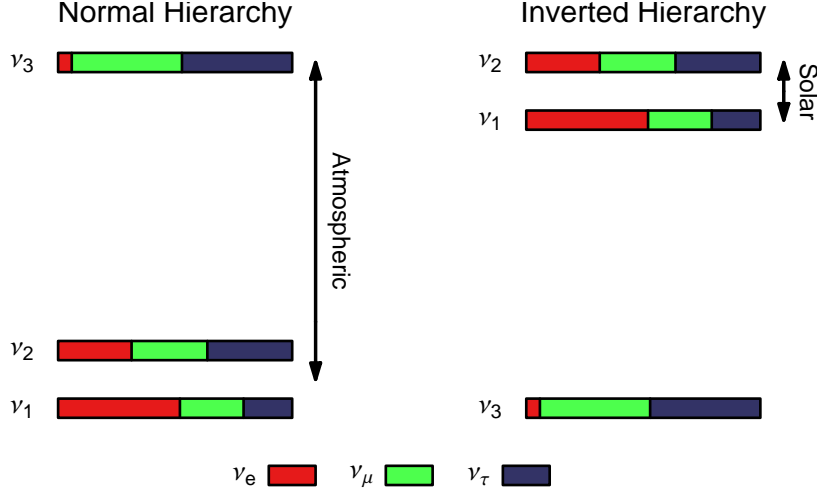 Normal Hierarchy
Inverted Hierarchy
ν3
Atmospheric
ν2
ν1
ν2
ν1
Solar
ν3
νe
νμ
ντ